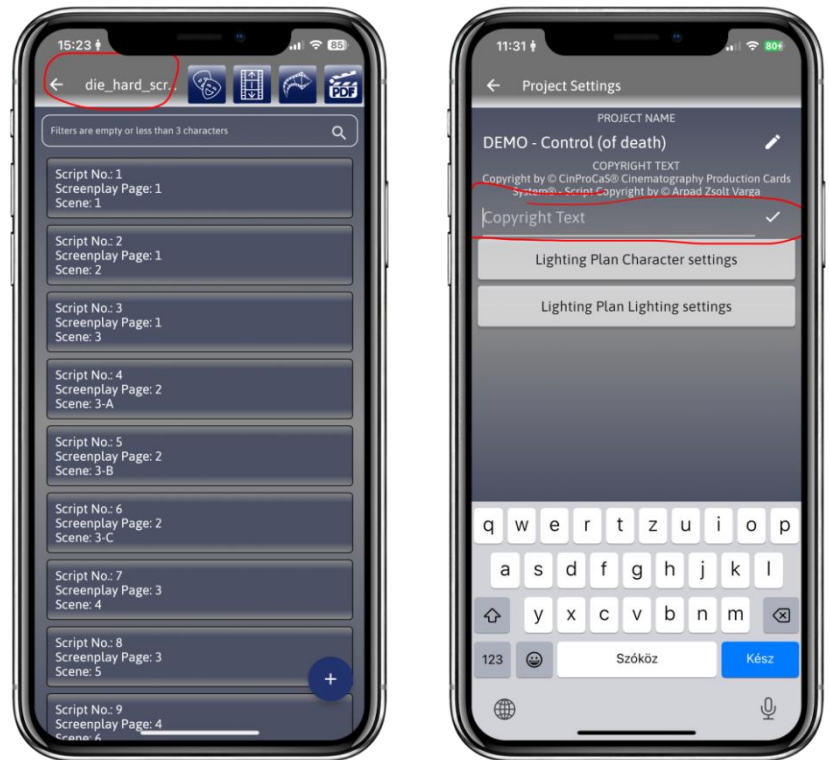 15:23
85
die_hard_scr...
PDF
Filters are empty or less than 3 characters
Script No.: 1
Screenplay Page: 1
Scene: 1
Script No.: 2
Screenplay Page: 1
Scene: 2
Script No.: 3
Screenplay Page: 1
Scene: 3
Script No.: 4
Screenplay Page: 2
Scene: 3-A
Script No.: 5
Screenplay Page: 2
Scene: 3-B
Script No.: 6
Screenplay Page: 2
Scene: 3-C
Script No.: 7
Screenplay Page: 3
Scene: 4
Script No.: 8
Screenplay Page: 3
Scene: 5
+
Script No.: 9
Screenplay Page: 4
Scene: 6
11:31
80
Project Settings
PROJECT NAME
DEMO - Control (of death)
COPYRIGHT TEXT
Copyright by © CinProCaS® Cinematography Production Cards
System® - Script Copyright by © Arpad Zsolt Varga
Copyright Text
Lighting Plan Character settings
Lighting Plan Lighting settings
q w e r t z u i o p
a s d f g h j k l
y x c v b n m
123 Szóköz Kész